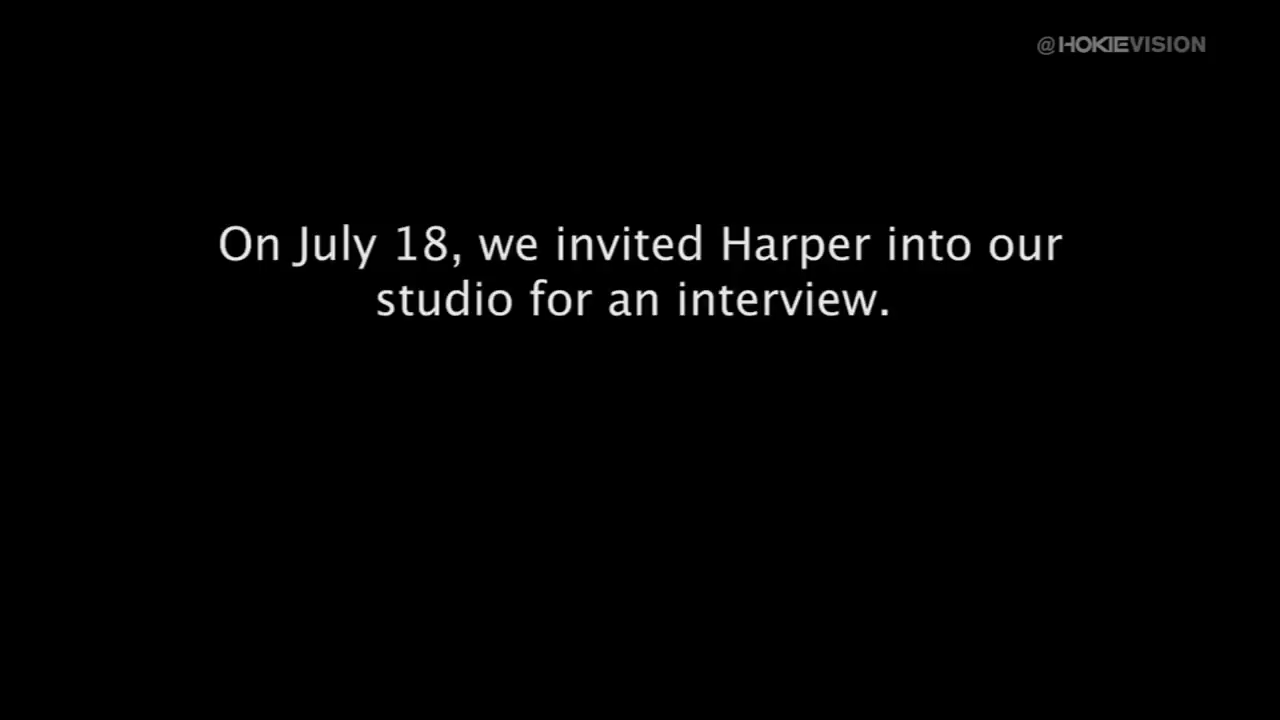 @HOKIEVISION
On July 18, we invited Harper into our
studio for an interview.